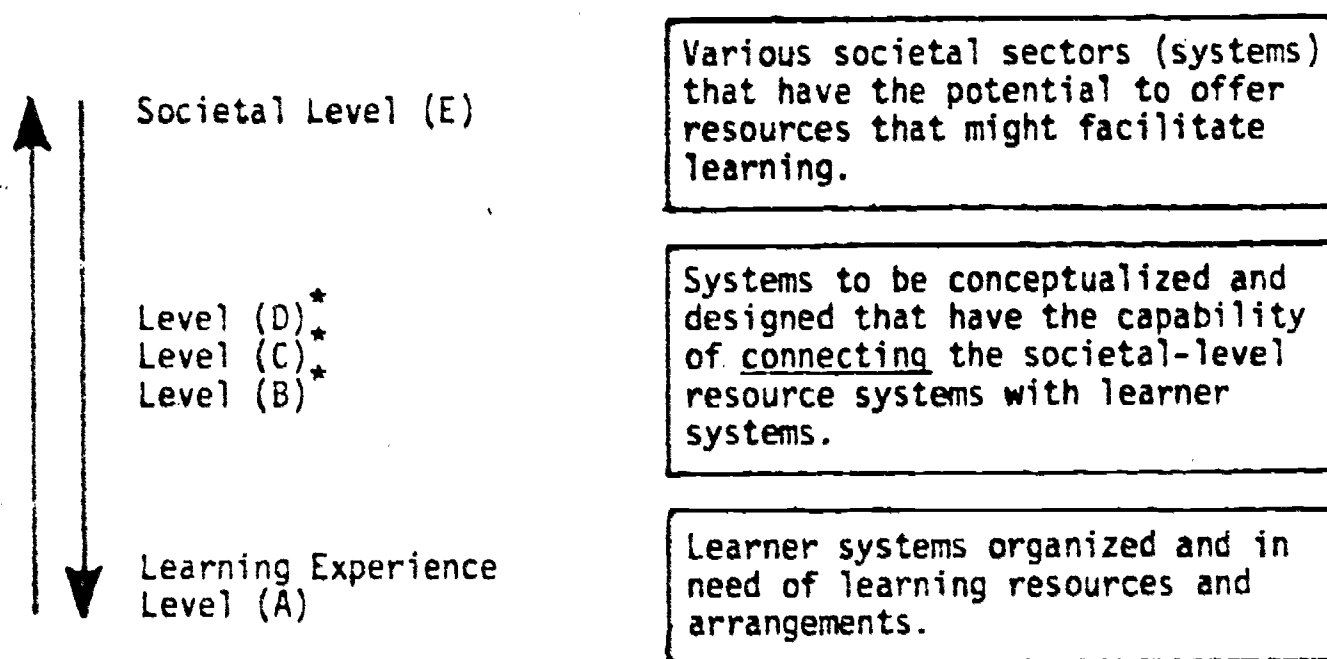 Societal Level (E)
Various societal sectors (systems)
that have the potential to offer
resources that might facilitate
learning.
Level (D)*
Level (C)*
Level (B)*
Systems to be conceptualized and
designed that have the capability
of connecting the societal-level
resource systems with learner
systems.
Learning Experience
Level (A)
Learner systems organized and in
need of learning resources and
arrangements.